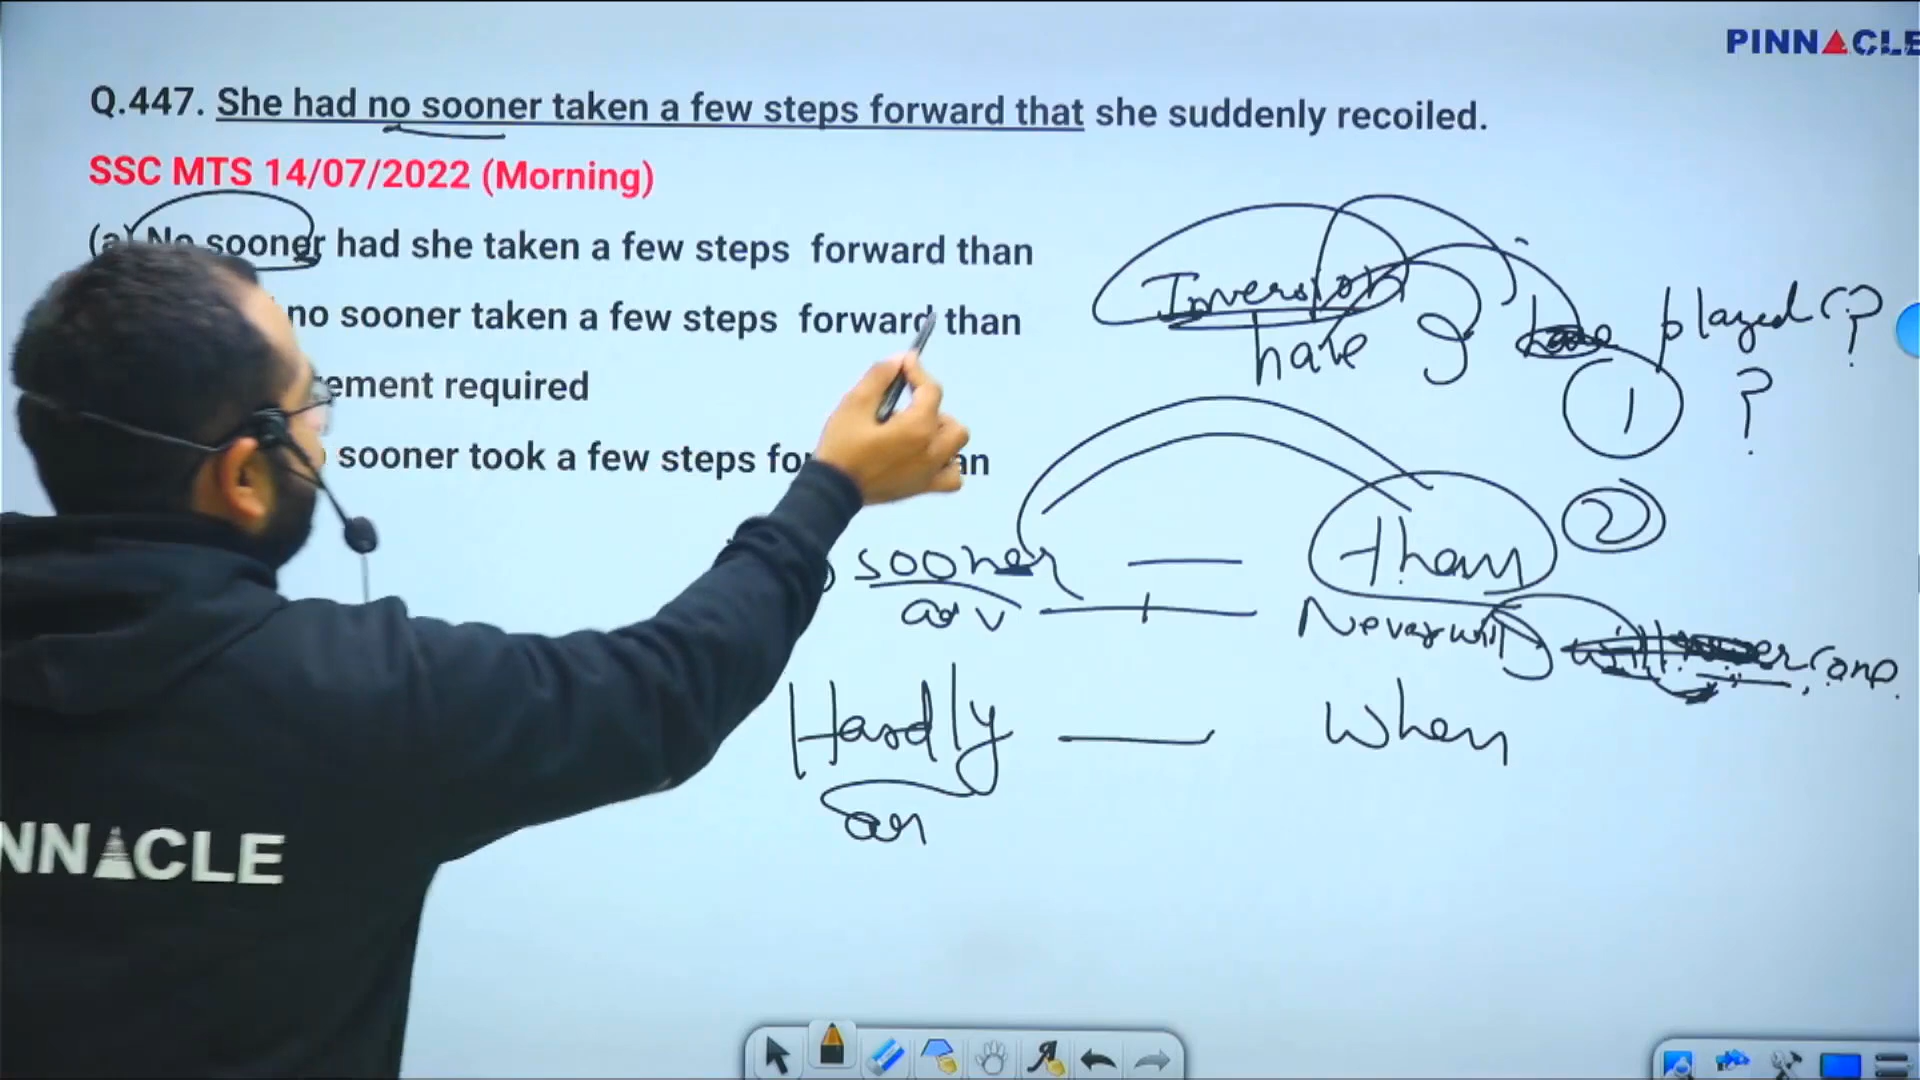 PINNACLE
Q.447. She had no sooner taken a few steps forward that she suddenly recoiled.
SSC MTS 14/07/2022 (Morning)
(a) No sooner had she taken a few steps forward than
no sooner taken a few steps forward than
ement required
sooner took a few steps
Inversion
have I played (?
1 ?
2
sooner — than
adv
Never will
Hardly — when
NNACLE